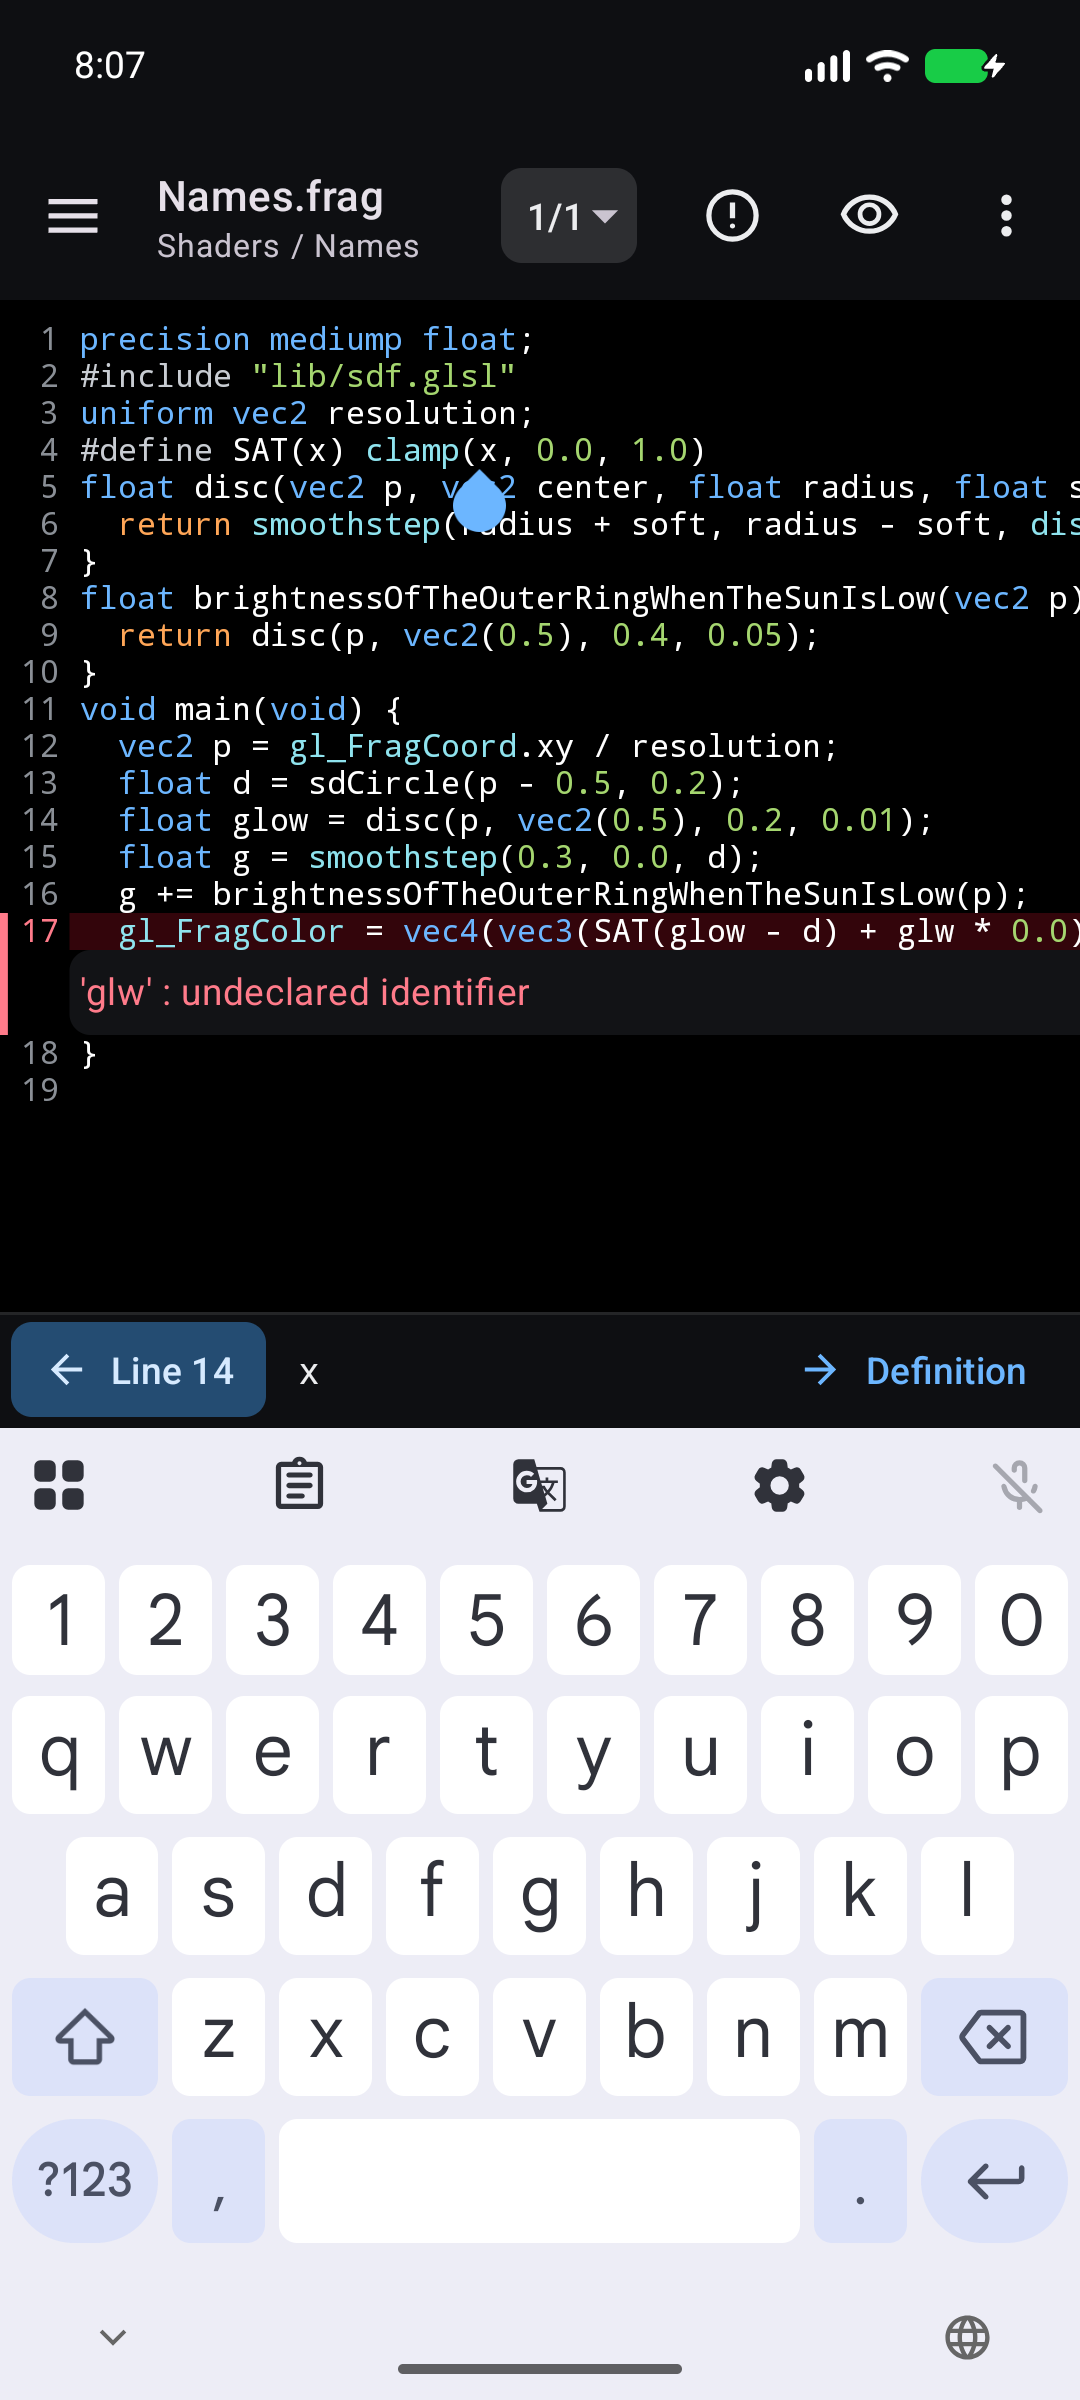 8:07
Names.frag
Shaders / Names
1/1
1 precision mediump float;
2 #include "lib/sdf.glsl"
3 uniform vec2 resolution;
4 #define SAT(x) clamp(x, 0.0, 1.0)
5 float disc(vec2 p, vec2 center, float radius, float s
6 return smoothstep(radius + soft, radius - soft, dis
7 }
8 float brightnessOfTheOuterRingWhenTheSunIsLow(vec2 p)
9 return disc(p, vec2(0.5), 0.4, 0.05);
10 }
11 void main(void) {
12 vec2 p = gl_FragCoord.xy / resolution;
13 float d = sdCircle(p - 0.5, 0.2);
14 float glow = disc(p, vec2(0.5), 0.2, 0.01);
15 float g = smoothstep(0.3, 0.0, d);
16 g += brightnessOfTheOuterRingWhenTheSunIsLow(p);
17 gl_FragColor = vec4(vec3(SAT(glow - d) + glw * 0.0)
'glw' : undeclared identifier
18 }
19
← Line 14 x → Definition
1 2 3 4 5 6 7 8 9 0
q w e r t y u i o p
a s d f g h j k l
z x c v b n m
?123 , .